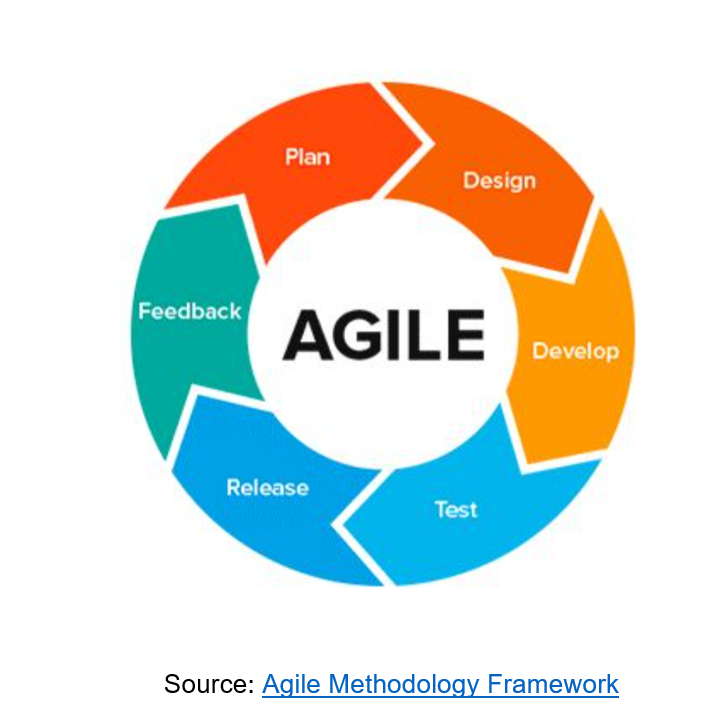 Plan
Design
Feedback
AGILE
Develop
Release
Test
Source: Agile Methodology Framework